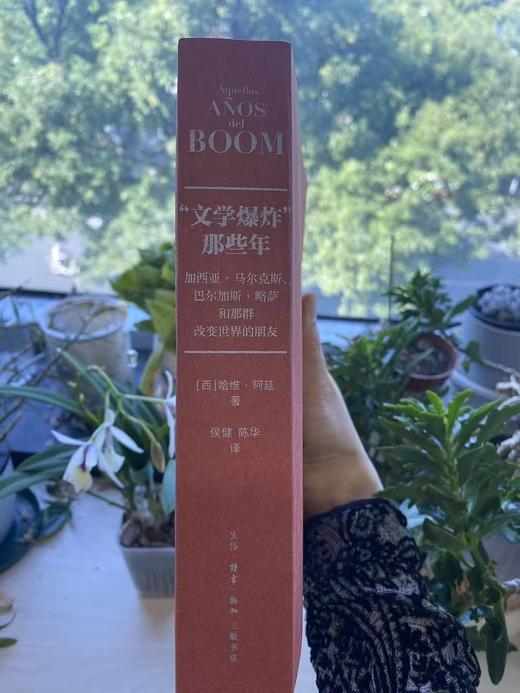 Aquellos
AÑOS
del
BOOM
“文学爆炸”
那些年
加西亚·马尔克斯、
巴尔加斯·略萨
和那群
改变世界的朋友
[西]哈维·阿延
著
侯健 陈华
译
生活·讀書·新知 三联书店